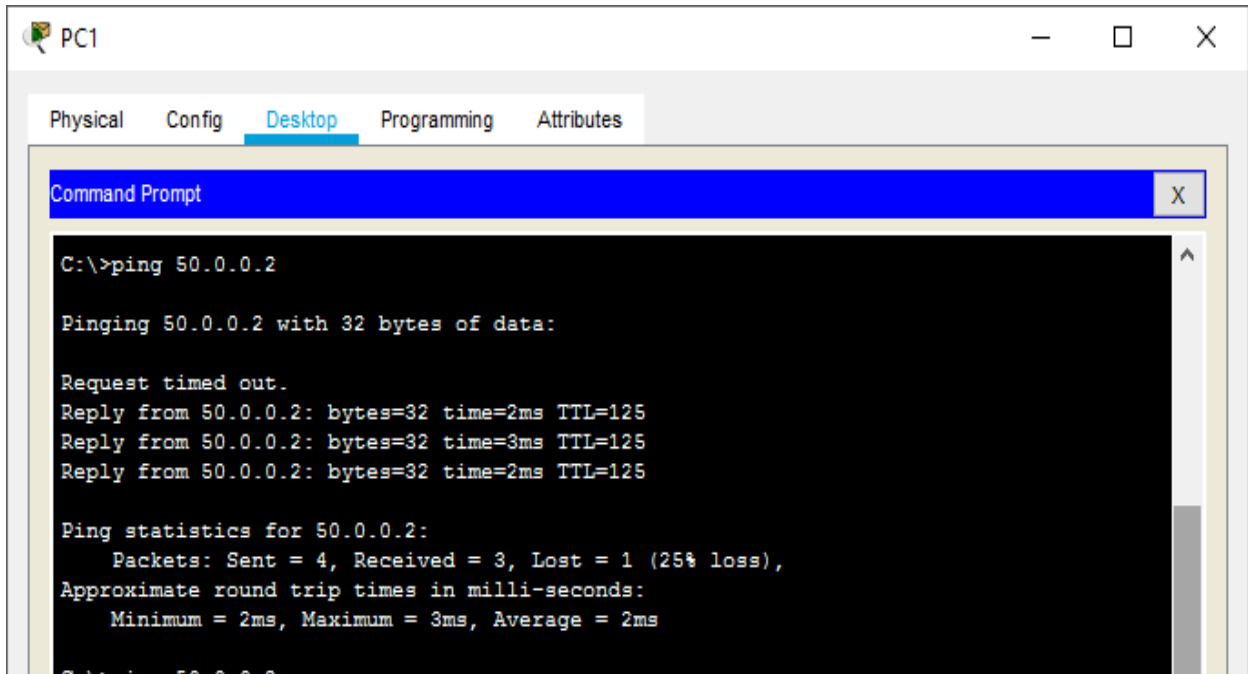 PC1
Physical Config Desktop Programming Attributes
Command Prompt
X
C:\>ping 50.0.0.2
Pinging 50.0.0.2 with 32 bytes of data:
Request timed out.
Reply from 50.0.0.2: bytes=32 time=2ms TTL=125
Reply from 50.0.0.2: bytes=32 time=3ms TTL=125
Reply from 50.0.0.2: bytes=32 time=2ms TTL=125
Ping statistics for 50.0.0.2:
Packets: Sent = 4, Received = 3, Lost = 1 (25% loss),
Approximate round trip times in milli-seconds:
Minimum = 2ms, Maximum = 3ms, Average = 2ms